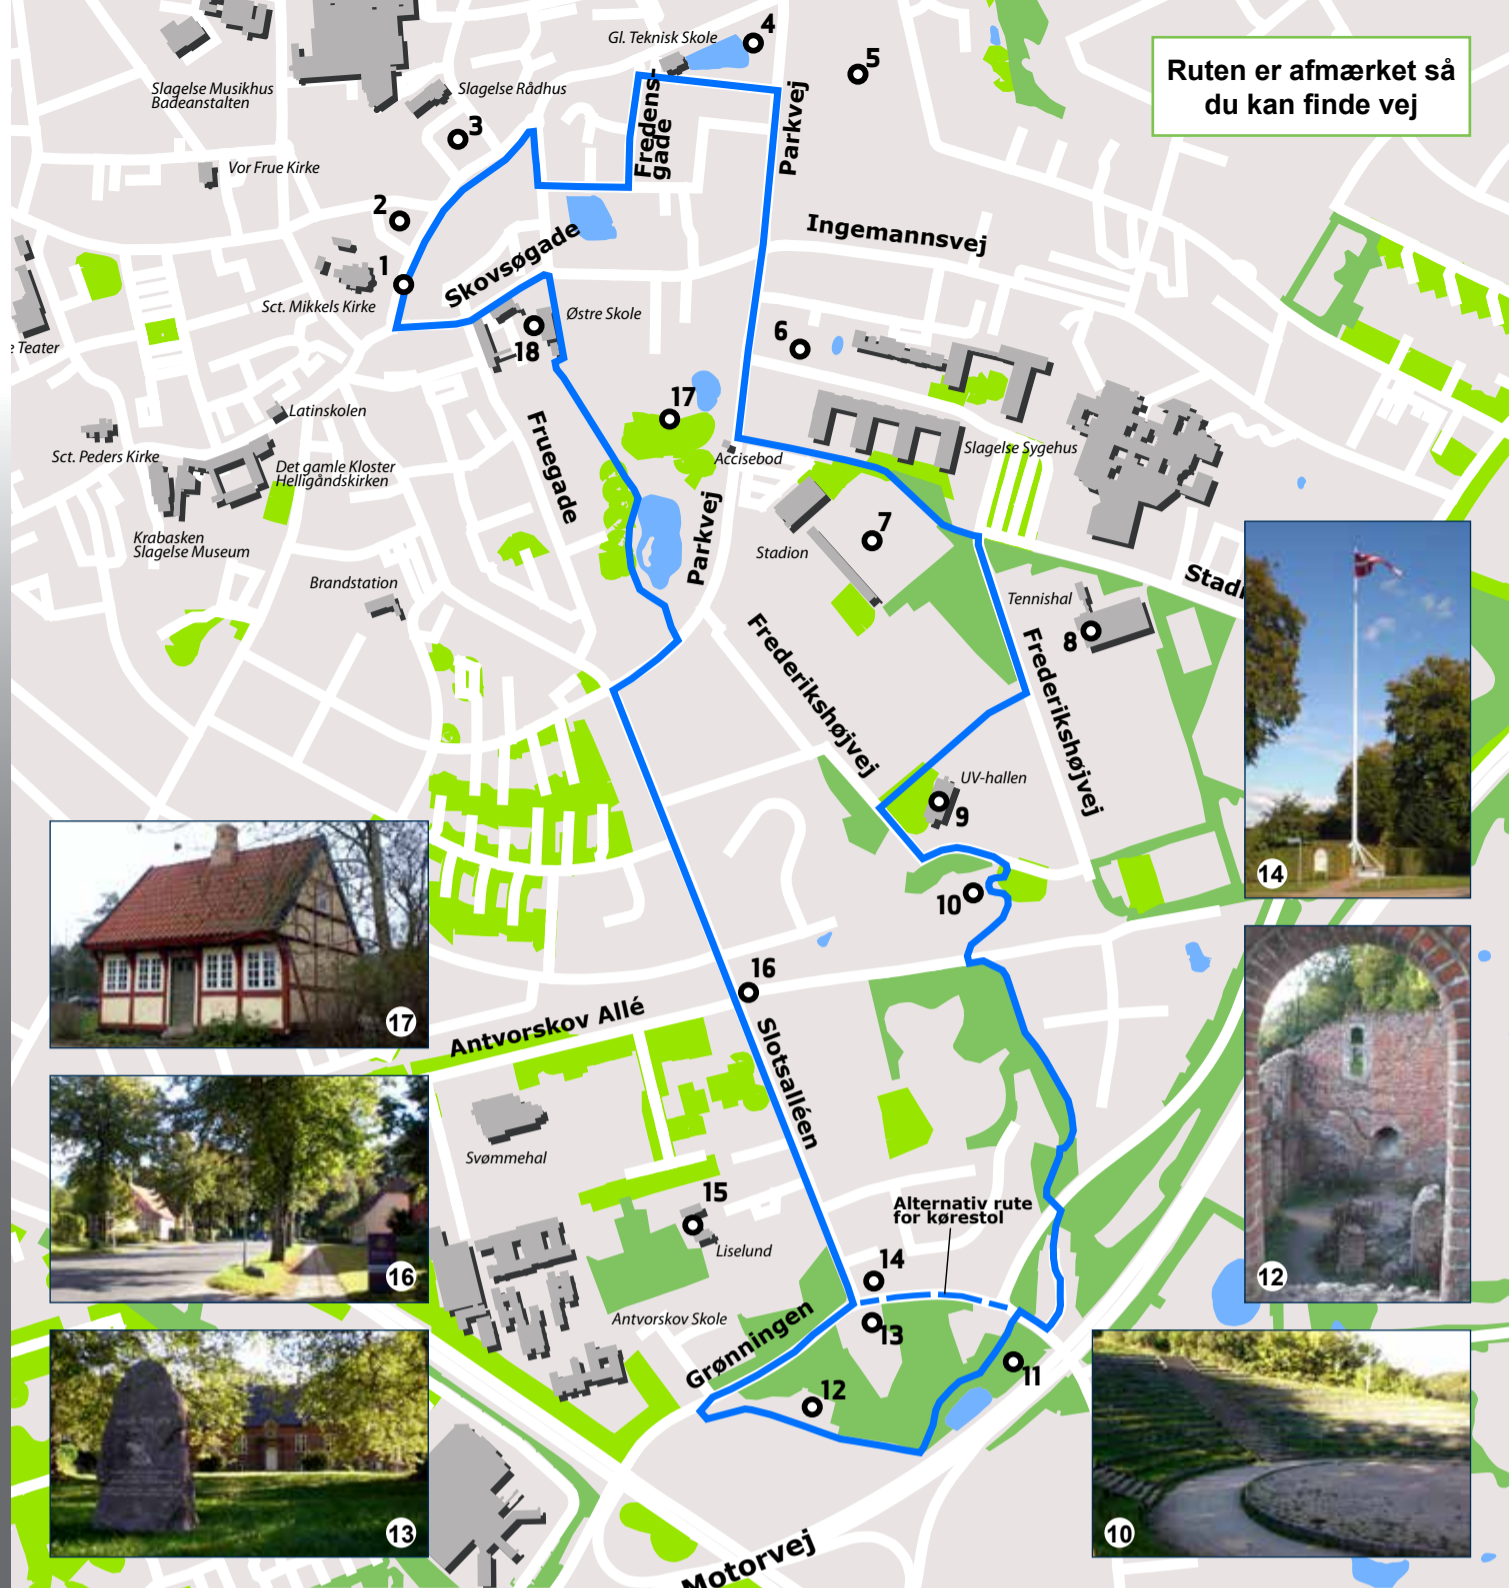 Ruten er afmærket så
du kan finde vej
4
Gl. Teknisk Skole
5
Slagelse Musikhus
Badeanstalten
Slagelse Rådhus
3
Fredens-
gade
Parkvej
Vor Frue Kirke
2
Ingemannsvej
1
Skovsøgade
Sct. Mikkels Kirke
Østre Skole
18
6
e Teater
17
Latinskolen
Fruegade
Accisebod
Slagelse Sygehus
Sct. Peders Kirke
Det gamle Kloster
Helligåndskirken
Krabasken
Slagelse Museum
Parkvej
7
Stadion
Brandstation
Stadi
Tennishal
8
Frederikshøjvej
Frederikshøjvej
UV-hallen
9
14
10
17
16
Antvorskov Allé
Slotsalléen
Svømmehal
15
Liselund
Alternativ rute
for kørestol
14
16
12
13
Antvorskov Skole
Grønningen
11
12
13
10
Motorvej